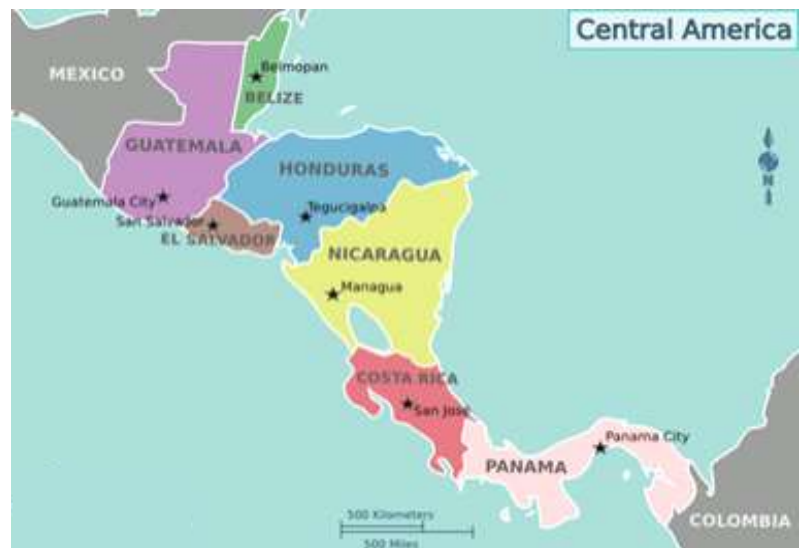 Central America
MEXICO
Belmopan
BELIZE
GUATEMALA
HONDURAS
N
Guatemala City
Tegucigalpa
San Salvador
EL SALVADOR
NICARAGUA
Managua
COSTA RICA
San José
Panama City
PANAMA
COLOMBIA
500 Kilometers
500 Miles